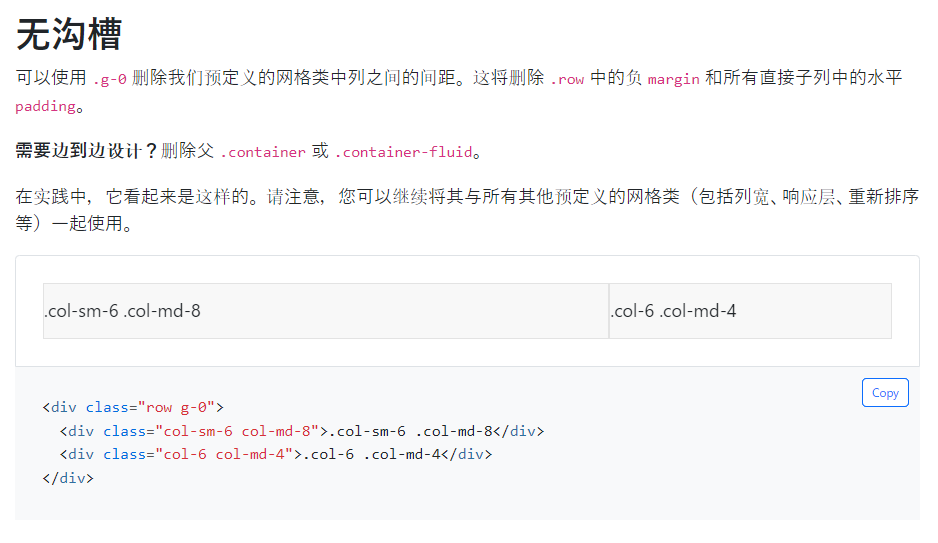 无沟槽
可以使用 .g-0 删除我们预定义的网格类中列之间的间距。这将删除 .row 中的负 margin 和所有直接子列中的水平
padding。
需要边到边设计？删除父 .container 或 .container-fluid。
在实践中，它看起来是这样的。请注意，您可以继续将其与所有其他预定义的网格类（包括列宽、响应层、重新排序
等）一起使用。
.col-sm-6 .col-md-8 .col-6 .col-md-4
Copy
<div class="row g-0">
  <div class="col-sm-6 col-md-8">.col-sm-6 .col-md-8</div>
  <div class="col-6 col-md-4">.col-6 .col-md-4</div>
</div>